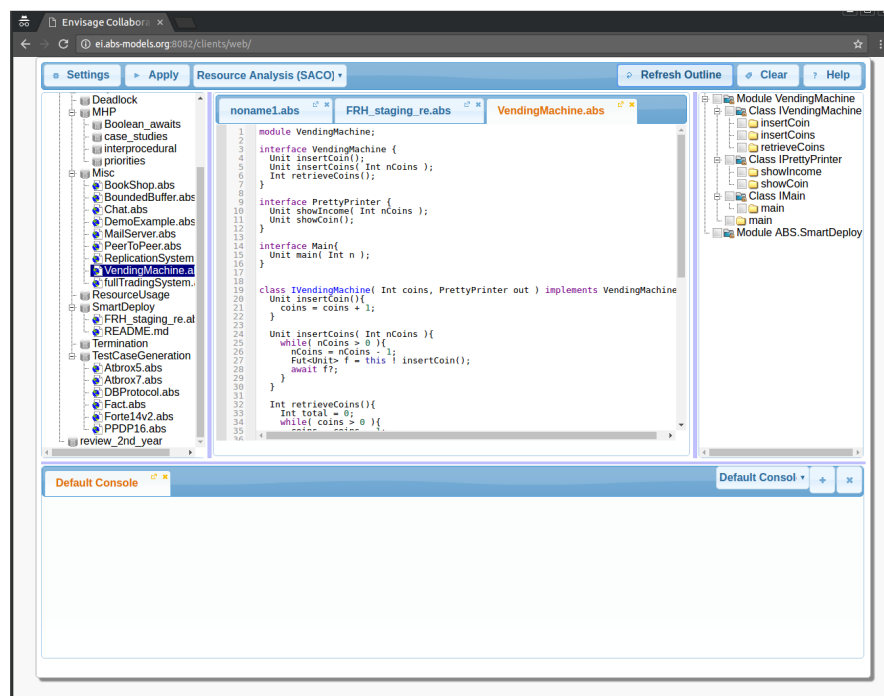 Envisage Collabora ×
ei.abs-models.org:8082/clients/web/
Settings Apply Resource Analysis (SACO) Refresh Outline Clear ? Help
Deadlock
MHP
Boolean_awaits
case_studies
interprocedural
priorities
Misc
BookShop.abs
BoundedBuffer.abs
Chat.abs
DemoExample.abs
MailServer.abs
PeerToPeer.abs
ReplicationSystem
VendingMachine.a
fullTradingSystem.
ResourceUsage
SmartDeploy
FRH_staging_re.ab
README.md
Termination
TestCaseGeneration
Atbrox5.abs
Atbrox7.abs
DBProtocol.abs
Fact.abs
Forte14v2.abs
PPDP16.abs
review_2nd_year
noname1.abs FRH_staging_re.abs VendingMachine.abs
1 module VendingMachine;
2
3 interface VendingMachine {
4 Unit insertCoin();
5 Unit insertCoins( Int nCoins );
6 Int retrieveCoins();
7 }
8
9 interface PrettyPrinter {
10 Unit showIncome( Int nCoins );
11 Unit showCoin();
12 }
13
14 interface Main{
15 Unit main( Int n );
16 }
17
18
19 class IVendingMachine( Int coins, PrettyPrinter out ) implements VendingMachine
20 Unit insertCoin(){
21 coins = coins + 1;
22 }
23
24 Unit insertCoins( Int nCoins ){
25 while( nCoins > 0 ){
26 nCoins = nCoins - 1;
27 Fut<Unit> f = this ! insertCoin();
28 await f?;
29 }
30 }
31
32 Int retrieveCoins(){
33 Int total = 0;
34 while( coins > 0 ){
35 coins = coins - 1;
36
Module VendingMachine
Class IVendingMachine
insertCoin
insertCoins
retrieveCoins
Class IPrettyPrinter
showIncome
showCoin
Class IMain
main
main
Module ABS.SmartDeploy
Default Console Default Consol + ×